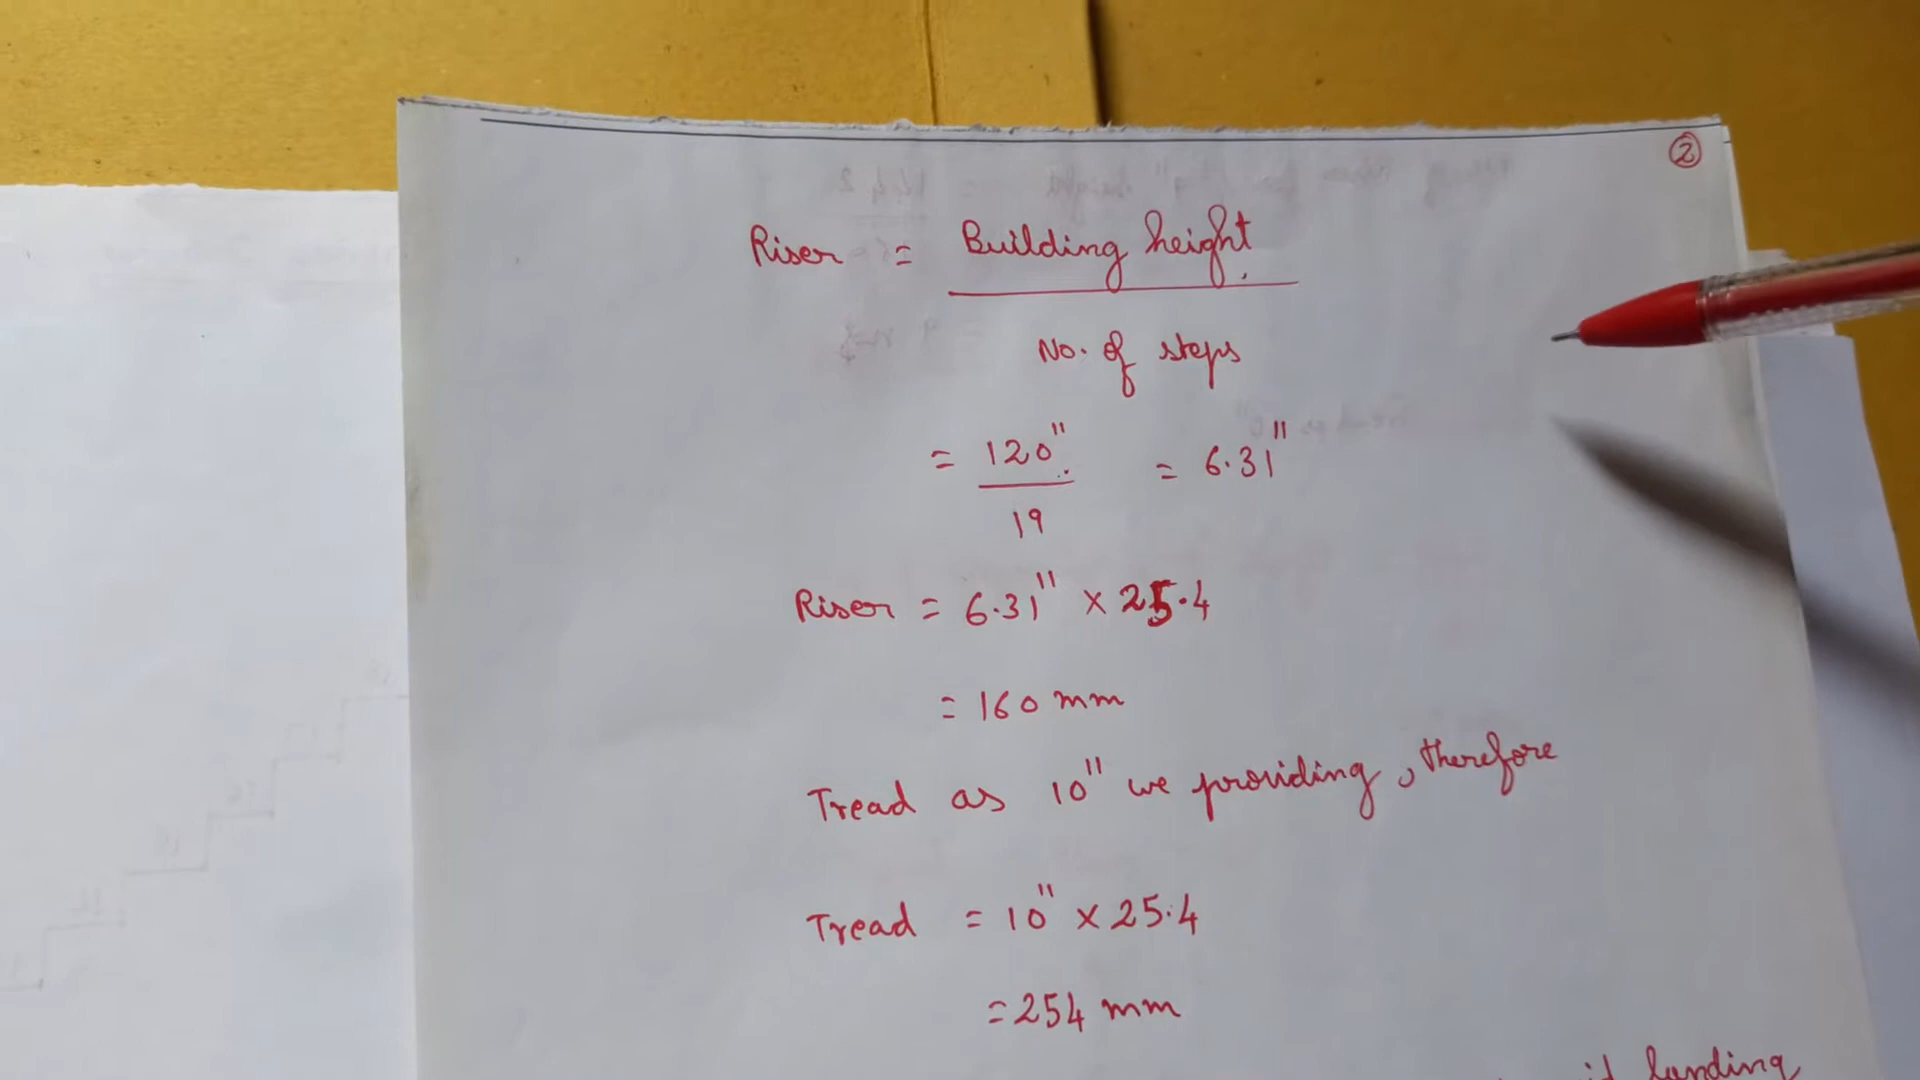 ②
Riser = Building height
No. of steps
= 120" = 6.31"
19
Riser = 6.31" × 25.4
= 160 mm
Tread as 10" we providing, therefore
Tread = 10" × 25.4
= 254 mm
landing